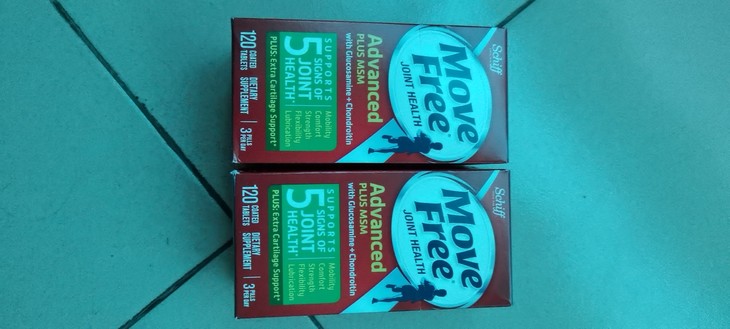 Schiff
Move
Free
JOINT HEALTH
Advanced
PLUS MSM
with Glucosamine + Chondroitin
SUPPORTS
5 SIGNS OF
JOINT
HEALTH*
Mobility
Comfort
Strength
Flexibility
Lubrication
PLUS: Extra Cartilage Support*
120 COATED TABLETS
DIETARY SUPPLEMENT
3 PILLS PER DAY
Schiff
Move
Free
JOINT HEALTH
Advanced
PLUS MSM
with Glucosamine + Chondroitin
SUPPORTS
5 SIGNS OF
JOINT
HEALTH*
Mobility
Comfort
Strength
Flexibility
Lubrication
PLUS: Extra Cartilage Support*
120 COATED TABLETS
DIETARY SUPPLEMENT
3 PILLS PER DAY